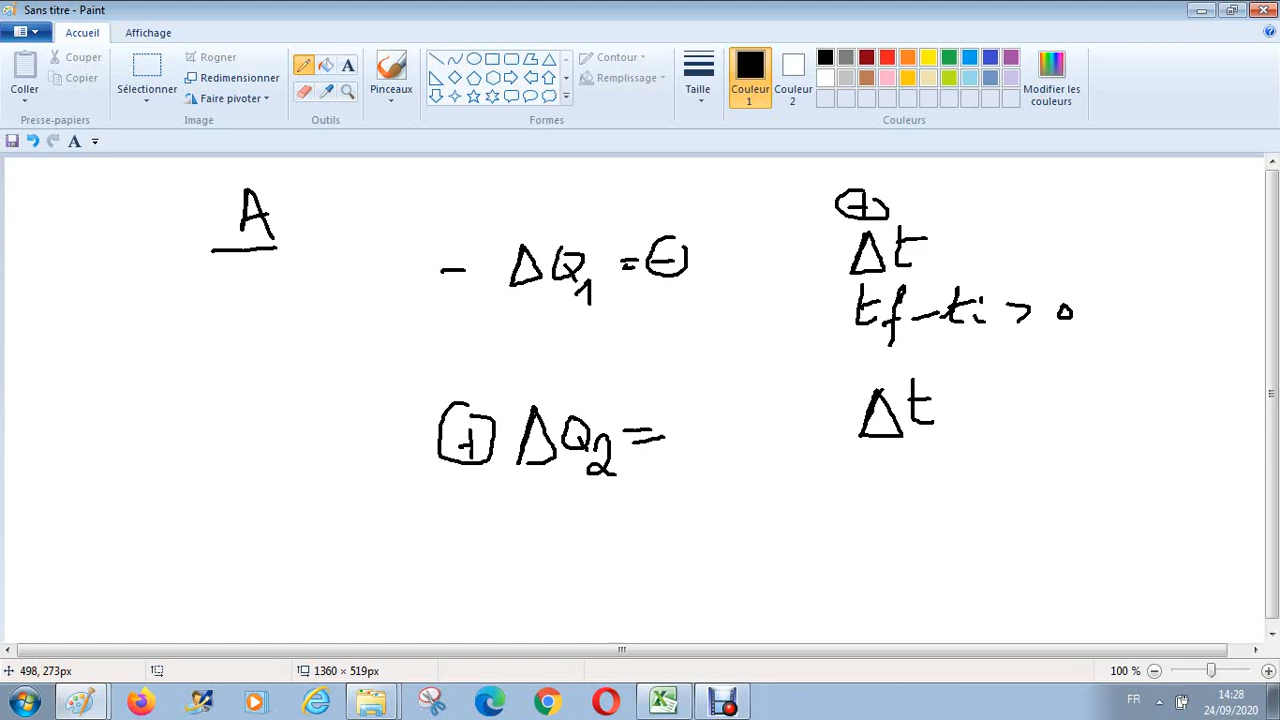 Sans titre - Paint
Accueil Affichage
Coller
Couper
Copier
Presse-papiers
Sélectionner
Rogner
Redimensionner
Faire pivoter
Image
A
Outils
Pinceaux
Contour
Remplissage
Formes
Taille
Couleur 1
Couleur 2
Modifier les couleurs
Couleurs
A
A
- ΔQ1 = ⊖
⊕
Δt
tf - ti > 0
⊕ ΔQ2 =
Δt
498, 273px
1360 × 519px
100 %
FR
14:28
24/09/2020